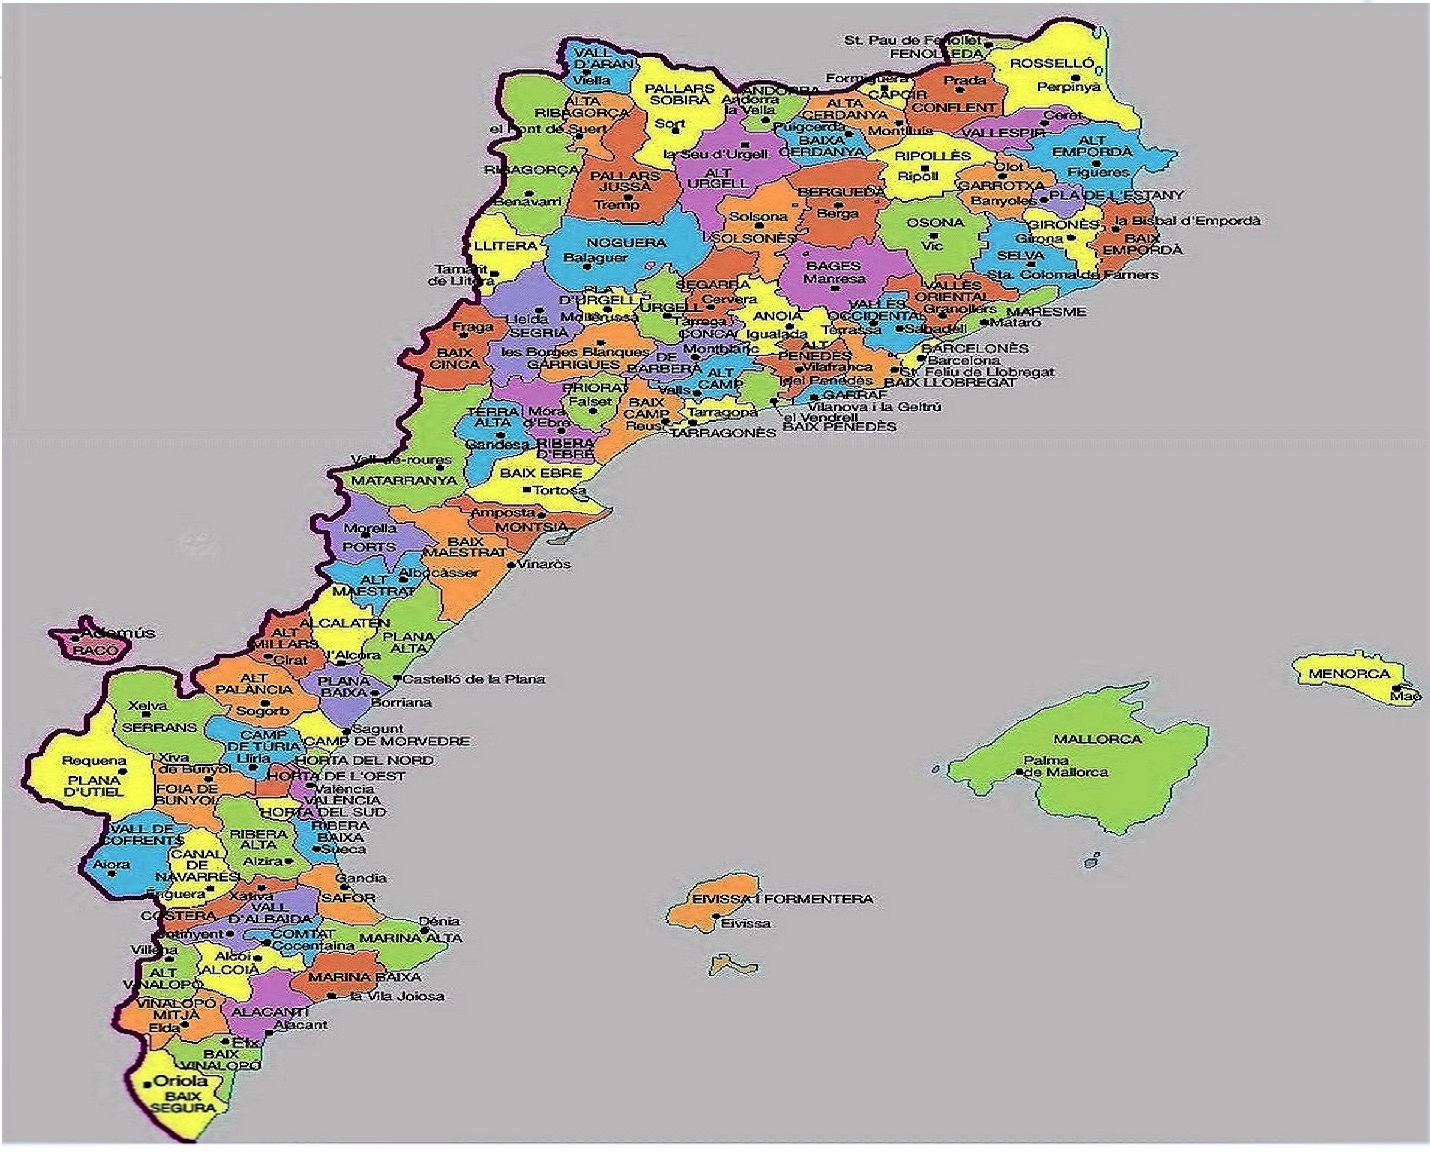 St. Pau de Fenollet
FENOLLEDA
ROSSELLÓ
Perpinyà
VALL
D'ARAN
Viella
PALLARS
SOBIRÀ
Sort
ANDORRA
Andorra
la Vella
Formiguera
CAPCIR
Prada
CONFLENT
ALTA
RIBAGORÇA
el Pont de Suert
ALTA
CERDANYA
Montlluís
Ceret
VALLESPIR
Puigcerdà
BAIXA
CERDANYA
ALT
EMPORDÀ
Figueres
la Seu d'Urgell
ALT
URGELL
RIPOLLÈS
Ripoll
RIBAGORÇA
Benavarri
PALLARS
JUSSÀ
Tremp
BERGUEDÀ
Berga
Olot
GARROTXA
Banyoles
PLA DE L'ESTANY
Solsona
SOLSONÈS
OSONA
Vic
GIRONÈS
Girona
la Bisbal d'Empordà
BAIX
EMPORDÀ
LLITERA
Tamarit
de Llitera
NOGUERA
Balaguer
BAGES
Manresa
SELVA
Sta. Coloma de Farners
SEGARRA
Cervera
PLA
D'URGELL
Mollerussa
URGELL
Tàrrega
VALLÈS
ORIENTAL
Granollers
MARESME
Mataró
Lleida
SEGRIÀ
ANOIA
Igualada
VALLÈS
OCCIDENTAL
Terrassa
Sabadell
Fraga
BAIX
CINCA
les Borges Blanques
GARRIGUES
CONCA
DE
BARBERÀ
Montblanc
ALT
PENEDÈS
Vilafranca
del Penedès
BARCELONÈS
Barcelona
St. Feliu de Llobregat
BAIX LLOBREGAT
PRIORAT
Falset
ALT
CAMP
Valls
GARRAF
Vilanova i la Geltrú
el Vendrell
BAIX PENEDÈS
TERRA
ALTA
Gandesa
Móra
d'Ebre
RIBERA
D'EBRE
BAIX
CAMP
Reus
Tarragona
TARRAGONÈS
Vall-de-roures
MATARRANYA
BAIX EBRE
Tortosa
Amposta
MONTSIÀ
Morella
PORTS
BAIX
MAESTRAT
Vinaròs
ALT
MAESTRAT
Albocàsser
ALCALATÉN
l'Alcora
PLANA
ALTA
Castelló de la Plana
Ademús
RACÓ
ALT
MILLARS
Cirat
ALT
PALÀNCIA
Sogorb
PLANA
BAIXA
Borriana
MENORCA
Maó
Xelva
SERRANS
CAMP
DE TÚRIA
Llíria
Sagunt
CAMP DE MORVEDRE
MALLORCA
Palma
de Mallorca
Requena
PLANA
D'UTIEL
Xiva
de Bunyol
FOIA DE
BUNYOL
HORTA DEL NORD
HORTA DE L'OEST
València
VALÈNCIA
HORTA DEL SUD
VALL DE
COFRENTS
Aiora
CANAL
DE
NAVARRÉS
Enguera
RIBERA
ALTA
Alzira
RIBERA
BAIXA
Sueca
Gandia
SAFOR
EIVISSA I FORMENTERA
Eivissa
Xàtiva
COSTERA
VALL
D'ALBAIDA
Ontinyent
COMTAT
Cocentaina
Dénia
MARINA ALTA
Villena
ALT
VINALOPÓ
Alcoi
ALCOIÀ
MARINA BAIXA
la Vila Joiosa
VINALOPÓ
MITJÀ
Elda
ALACANTÍ
Alacant
Elx
BAIX
VINALOPÓ
Oriola
BAIX
SEGURA